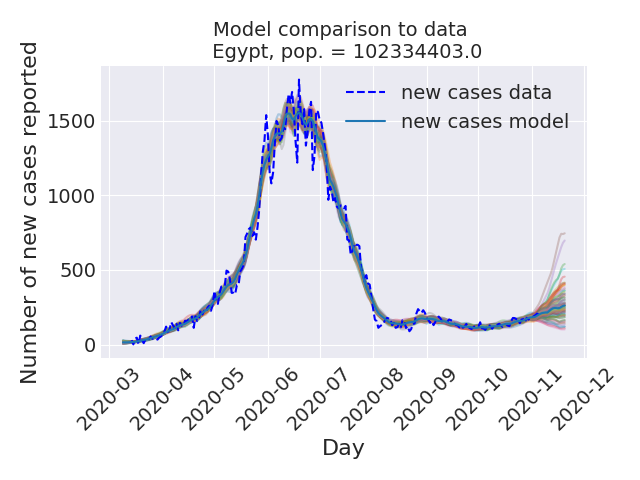 Model comparison to data
Egypt, pop. = 102334403.0
new cases data
new cases model
Number of new cases reported
1500
1000
500
0
2020-03
2020-04
2020-05
2020-06
2020-07
2020-08
2020-09
2020-10
2020-11
2020-12
Day